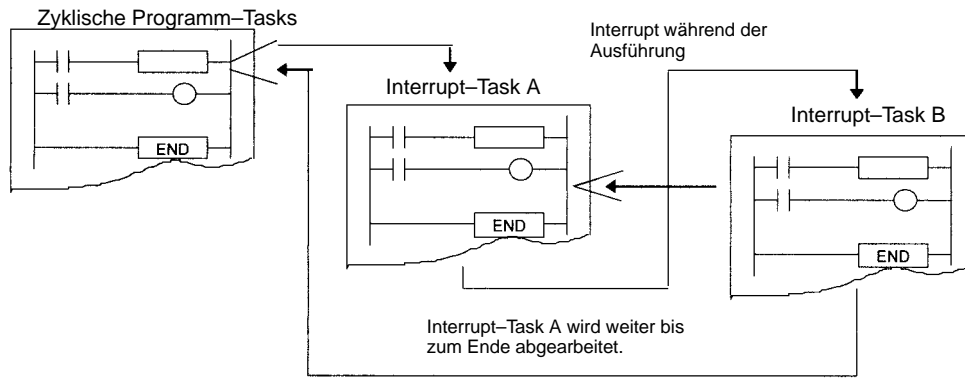 Zyklische Programm–Tasks
END
Interrupt–Task A
END
Interrupt während der
Ausführung
Interrupt–Task B
END
Interrupt–Task A wird weiter bis
zum Ende abgearbeitet.